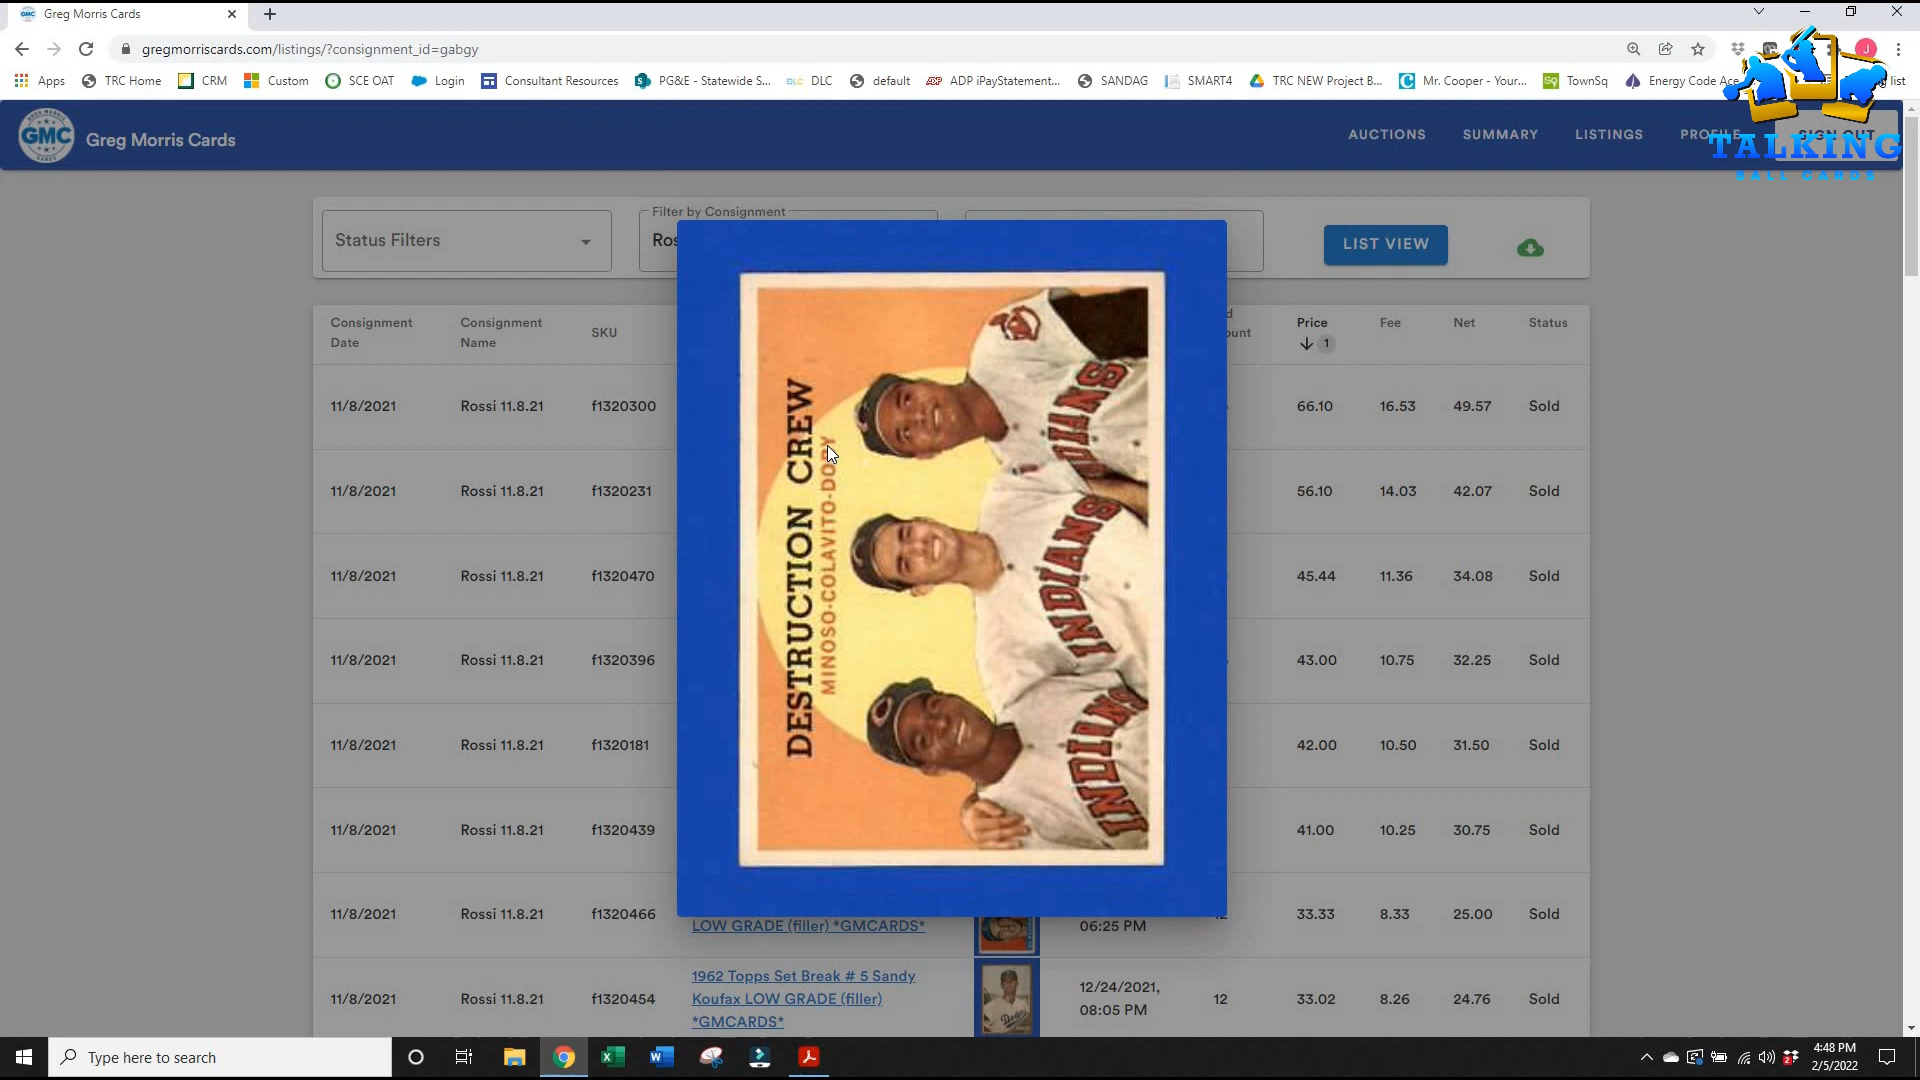 Greg Morris Cards
gregmorriscards.com/listings/?consignment_id=gabgy
Apps TRC Home CRM Custom SCE OAT Login Consultant Resources PG&E - Statewide S... DLC default ADP iPayStatement... SANDAG SMART4 TRC NEW Project B... Mr. Cooper - Your... TownSq Energy Code Ace list
GMC Greg Morris Cards AUCTIONS SUMMARY LISTINGS PROFILE SIGN OUT
TALKING
BALL CARDS
Filter by Consignment
Status Filters Ros LIST VIEW
Consignment Date Consignment Name SKU Price 1 Fee Net Status
11/8/2021 Rossi 11.8.21 f1320300 66.10 16.53 49.57 Sold
11/8/2021 Rossi 11.8.21 f1320231 56.10 14.03 42.07 Sold
11/8/2021 Rossi 11.8.21 f1320470 45.44 11.36 34.08 Sold
11/8/2021 Rossi 11.8.21 f1320396 43.00 10.75 32.25 Sold
11/8/2021 Rossi 11.8.21 f1320181 42.00 10.50 31.50 Sold
11/8/2021 Rossi 11.8.21 f1320439 41.00 10.25 30.75 Sold
11/8/2021 Rossi 11.8.21 f1320466 33.33 8.33 25.00 Sold
LOW GRADE (filler) *GMCARDS* 06:25 PM
1962 Topps Set Break # 5 Sandy
Koufax LOW GRADE (filler)
*GMCARDS*
12/24/2021,
08:05 PM
11/8/2021 Rossi 11.8.21 f1320454 12 33.02 8.26 24.76 Sold
DESTRUCTION CREW
MINOSO-COLAVITO-DOBY
INDIANS
INDIANS
INDIANS
Type here to search
4:48 PM
2/5/2022